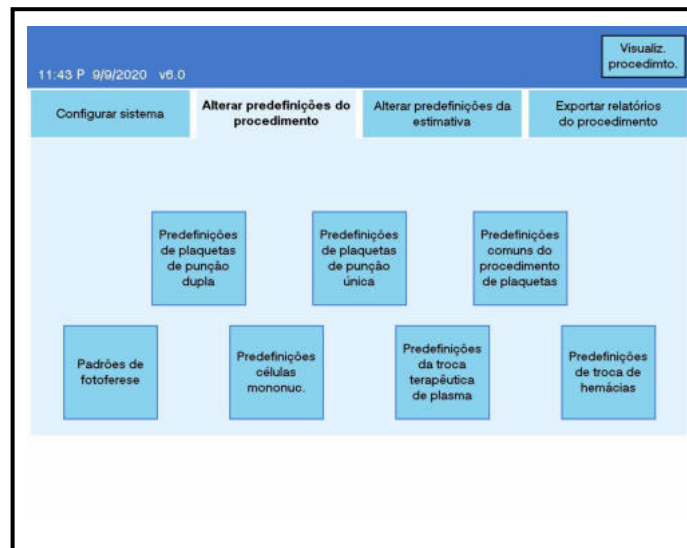 Visualiz.
procedimto.
11:43 P 9/9/2020 v6.0
Configurar sistema
Alterar predefinições do
procedimento
Alterar predefinições da
estimativa
Exportar relatórios
do procedimento
Predefinições
de plaquetas
de punção
dupla
Predefinições
de plaquetas
de punção
única
Predefinições
comuns do
procedimento
de plaquetas
Padrões de
fotoferese
Predefinições
células
mononuc.
Predefinições
da troca
terapêutica
de plasma
Predefinições
de troca de
hemácias